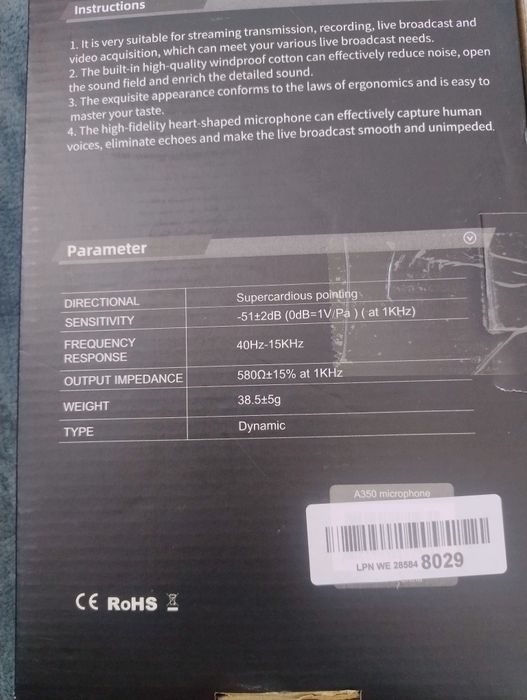 Instructions
1. It is very suitable for streaming transmission, recording, live broadcast and
video acquisition, which can meet your various live broadcast needs.
2. The built-in high-quality windproof cotton can effectively reduce noise, open
the sound field and enrich the detailed sound.
3. The exquisite appearance conforms to the laws of ergonomics and is easy to
master your taste.
4. The high-fidelity heart-shaped microphone can effectively capture human
voices, eliminate echoes and make the live broadcast smooth and unimpeded.
Parameter
DIRECTIONAL Supercardious pointing
SENSITIVITY -51±2dB (0dB=1V/Pa ) ( at 1KHz)
FREQUENCY
RESPONSE 40Hz-15KHz
OUTPUT IMPEDANCE 580Ω±15% at 1KHz
WEIGHT 38.5±5g
TYPE Dynamic
A350 microphone
LPN WE 28584 8029
CE RoHS